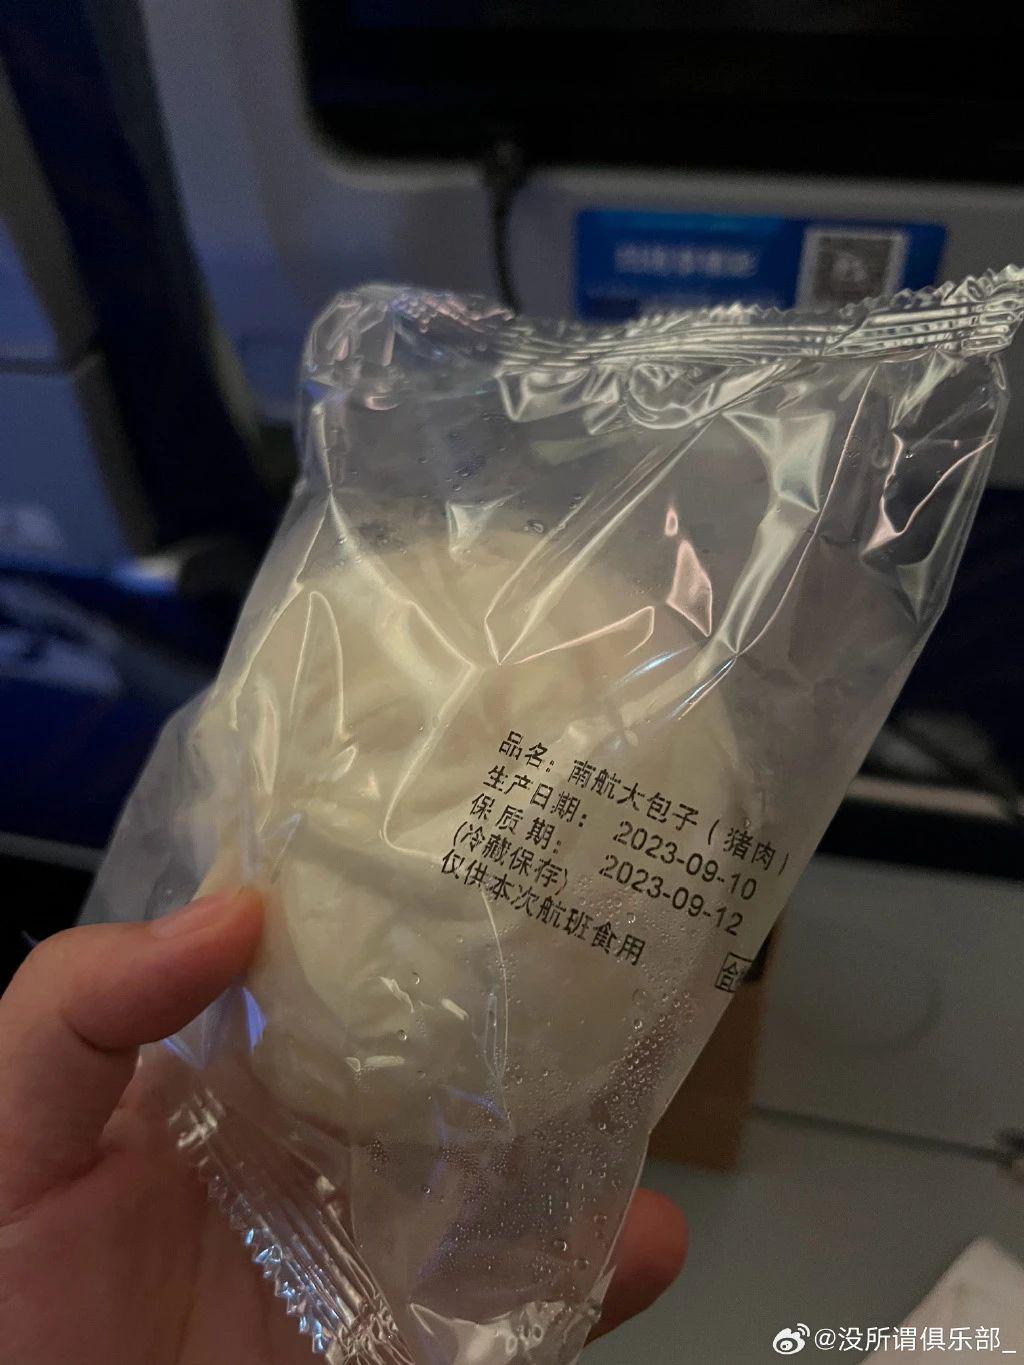 品名：南航大包子（猪肉）
生产日期： 2023-09-10
保质期： 2023-09-12
(冷藏保存)
仅供本次航班食用
@没所谓俱乐部_